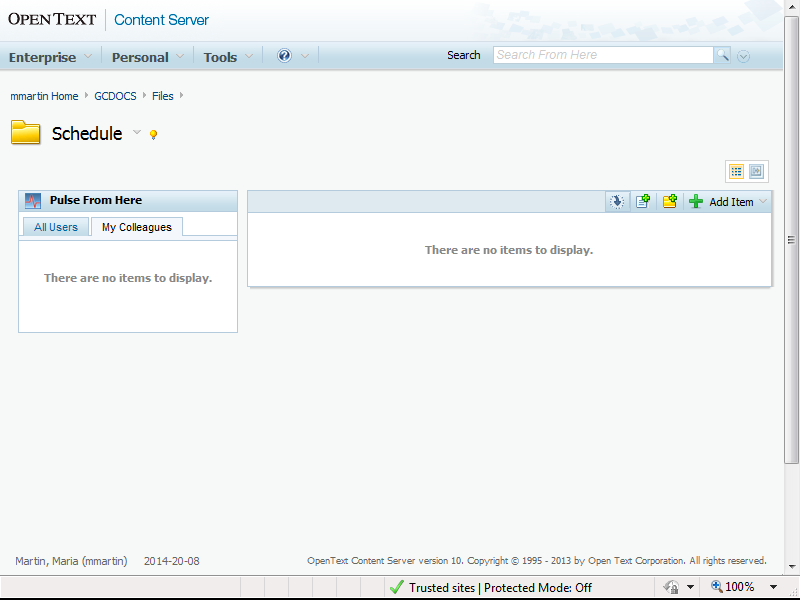 OPEN TEXT Content Server
Enterprise Personal Tools Search Search From Here
mmartin Home GCDOCS Files
Schedule
Pulse From Here
Add Item
All Users My Colleagues
There are no items to display.
There are no items to display.
Martin, Maria (mmartin) 2014-20-08 OpenText Content Server version 10. Copyright © 1995 - 2013 by Open Text Corporation. All rights reserved.
Trusted sites | Protected Mode: Off 100%